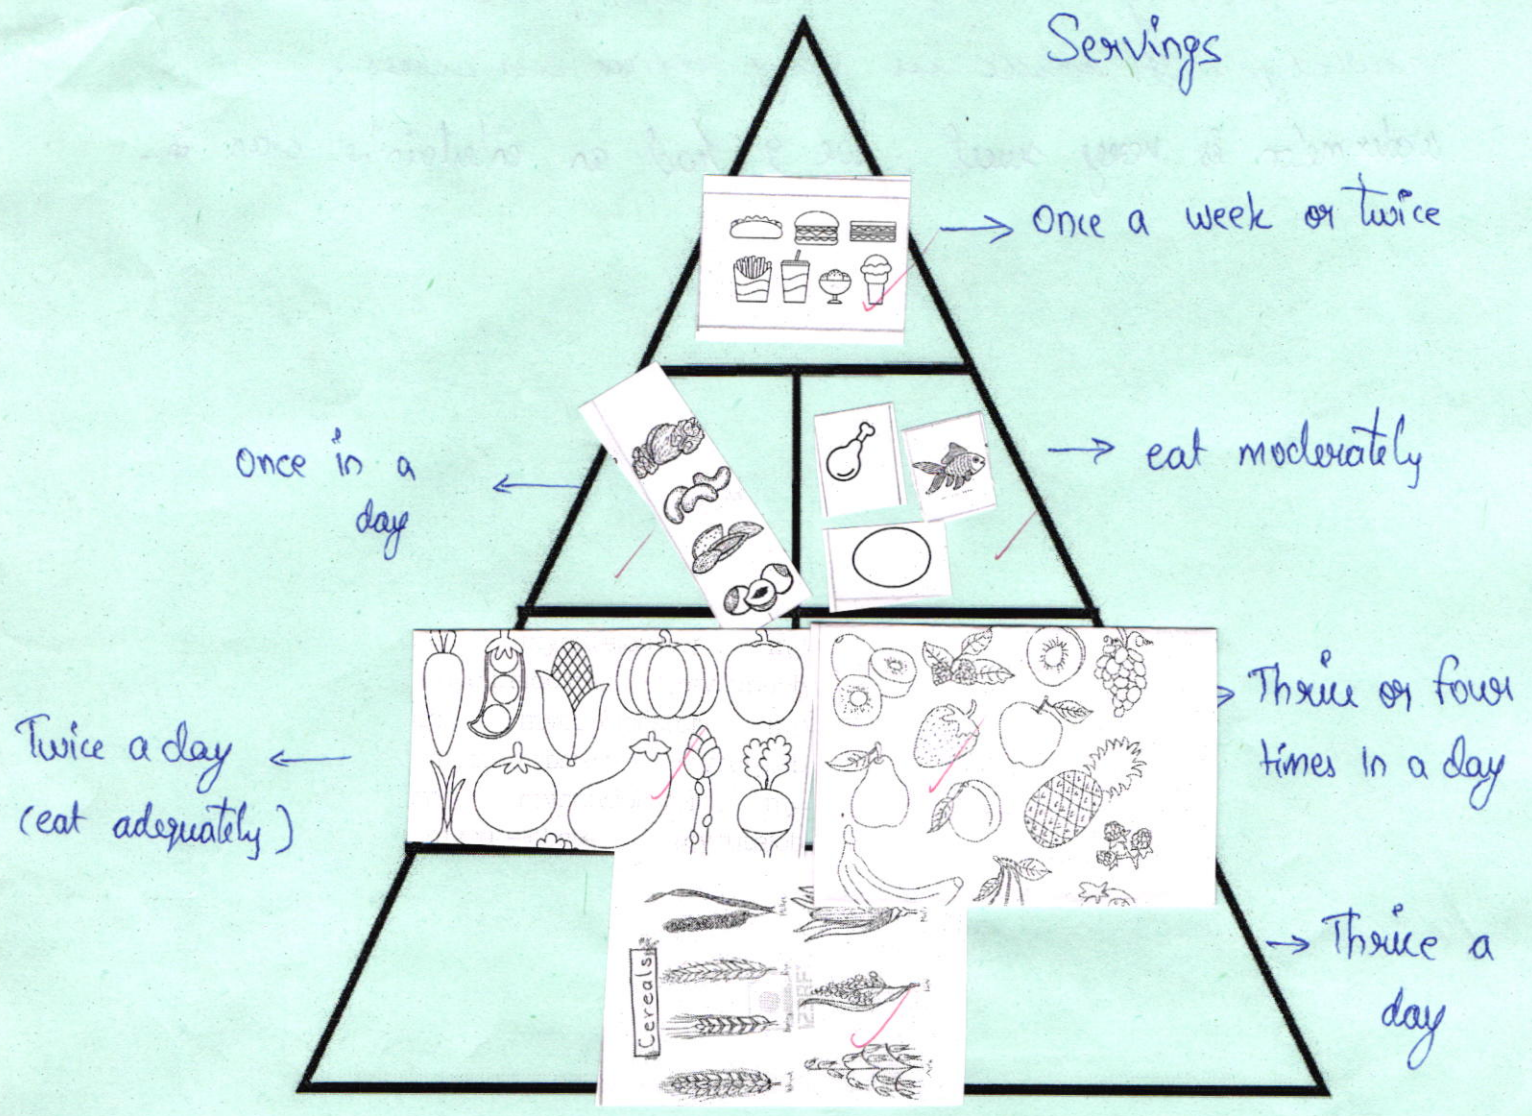 Servings
Once a week or twice
Once in a
day
eat moderately
Twice a day
(eat adequately)
Thrice or four
times in a day
Cereals
Thrice a
day